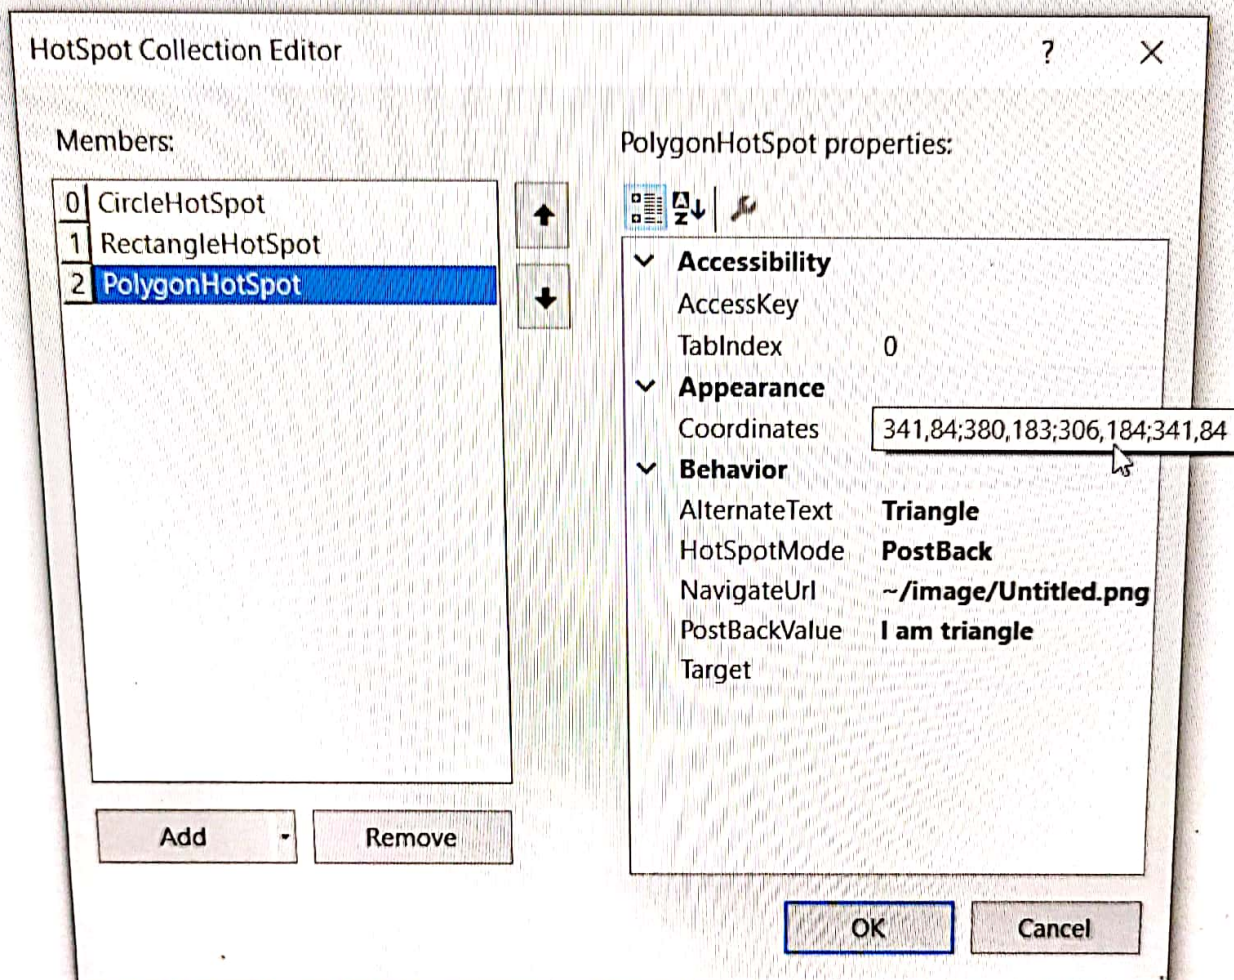 HotSpot Collection Editor ?
Members:
0 CircleHotSpot
1 RectangleHotSpot
2 PolygonHotSpot
Add
Remove
PolygonHotSpot properties:
A
Z
Accessibility
AccessKey
TabIndex 0
Appearance
Coordinates 341,84;380,183;306,184;341,84
Behavior
AlternateText Triangle
HotSpotMode PostBack
NavigateUrl ~/image/Untitled.png
PostBackValue I am triangle
Target
OK Cancel